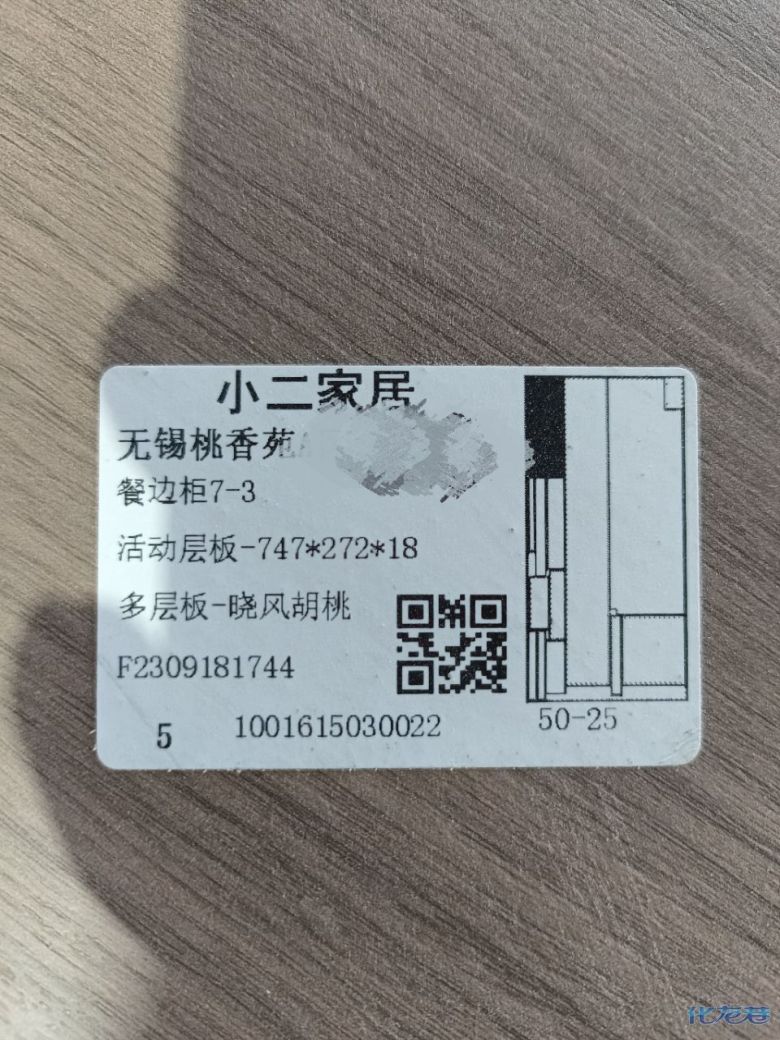 小二家居
无锡桃香苑
餐边柜7-3
活动层板-747*272*18
多层板-晓风胡桃
F2309181744
5 1001615030022
50-25
化龙巷